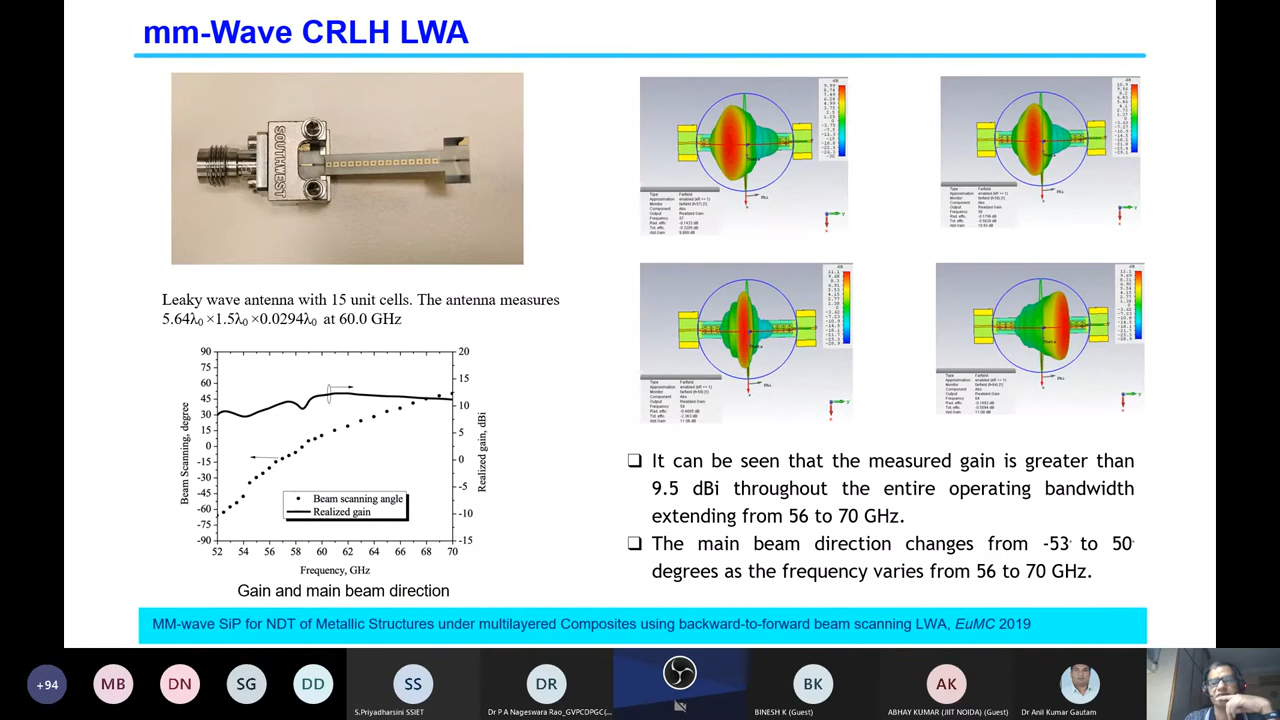 mm-Wave CRLH LWA
SOUTHWEST
Leaky wave antenna with 15 unit cells. The antenna measures
5.64λ0 ×1.5λ0 ×0.0294λ0 at 60.0 GHz
90
75
60
45
30
15
0
-15
-30
-45
-60
-75
-90
Beam Scanning, degree
20
15
10
5
0
-5
-10
-15
Realized gain, dBi
Beam scanning angle
Realized gain
52 54 56 58 60 62 64 66 68 70
Frequency, GHz
Gain and main beam direction
❑ It can be seen that the measured gain is greater than
9.5 dBi throughout the entire operating bandwidth
extending from 56 to 70 GHz.
❑ The main beam direction changes from -53° to 50°
degrees as the frequency varies from 56 to 70 GHz.
MM-wave SiP for NDT of Metallic Structures under multilayered Composites using backward-to-forward beam scanning LWA, EuMC 2019
+94
MB
DN
SG
DD
SS
S.Priyadharsini SSIET
DR
Dr P A Nageswara Rao_GVPCDPGC(...
BK
BINESH K (Guest)
AK
ABHAY KUMAR (JIIT NOIDA) (Guest)
Dr Anil Kumar Gautam